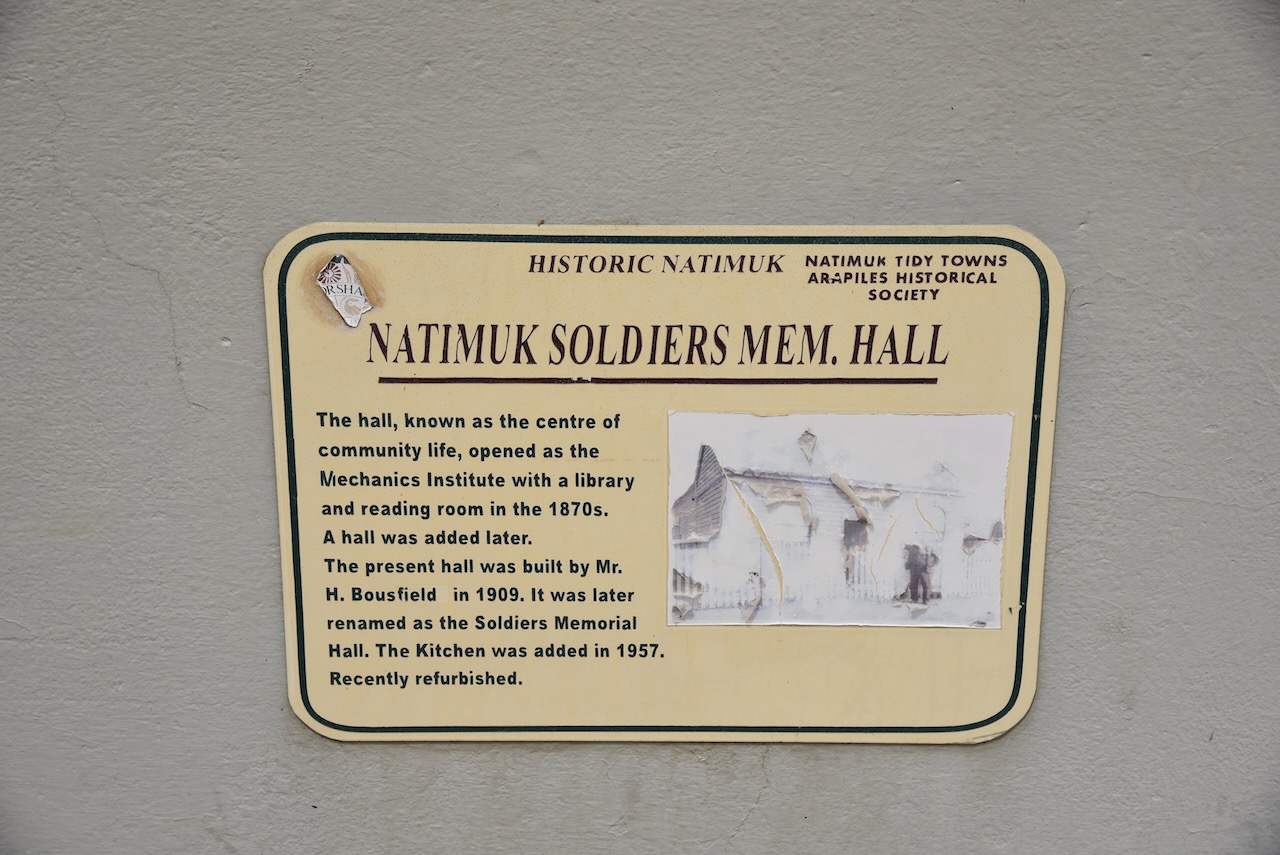 HISTORIC NATIMUK
NATIMUK TIDY TOWNS
ARAPILES HISTORICAL
SOCIETY
NATIMUK SOLDIERS MEM. HALL
The hall, known as the centre of
community life, opened as the
Mechanics Institute with a library
and reading room in the 1870s.
A hall was added later.
The present hall was built by Mr.
H. Bousfield in 1909. It was later
renamed as the Soldiers Memorial
Hall. The Kitchen was added in 1957.
Recently refurbished.